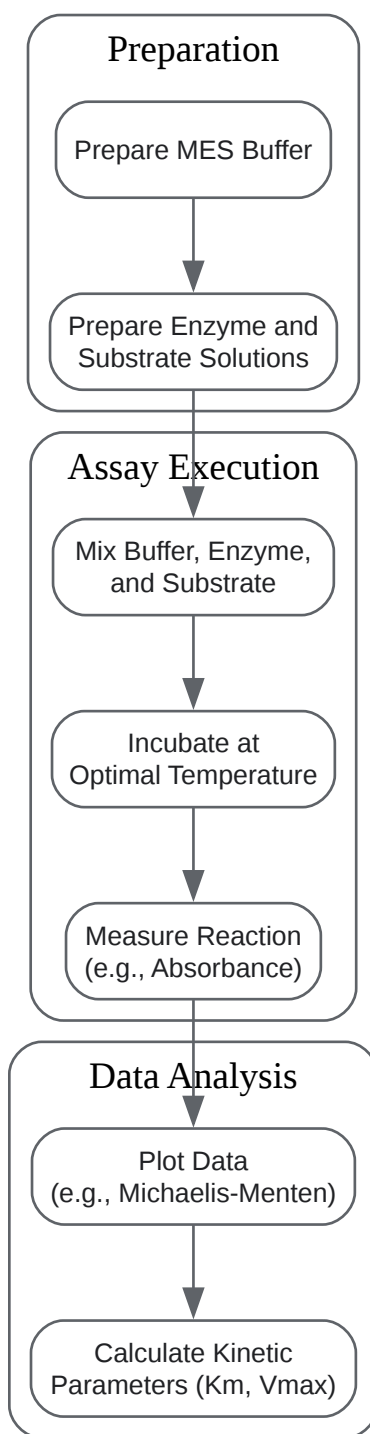 Preparation
Prepare MES Buffer
Prepare Enzyme and
Substrate Solutions
Assay Execution
Mix Buffer, Enzyme,
and Substrate
Incubate at
Optimal Temperature
Measure Reaction
(e.g., Absorbance)
Data Analysis
Plot Data
(e.g., Michaelis-Menten)
Calculate Kinetic
Parameters (Km, Vmax)